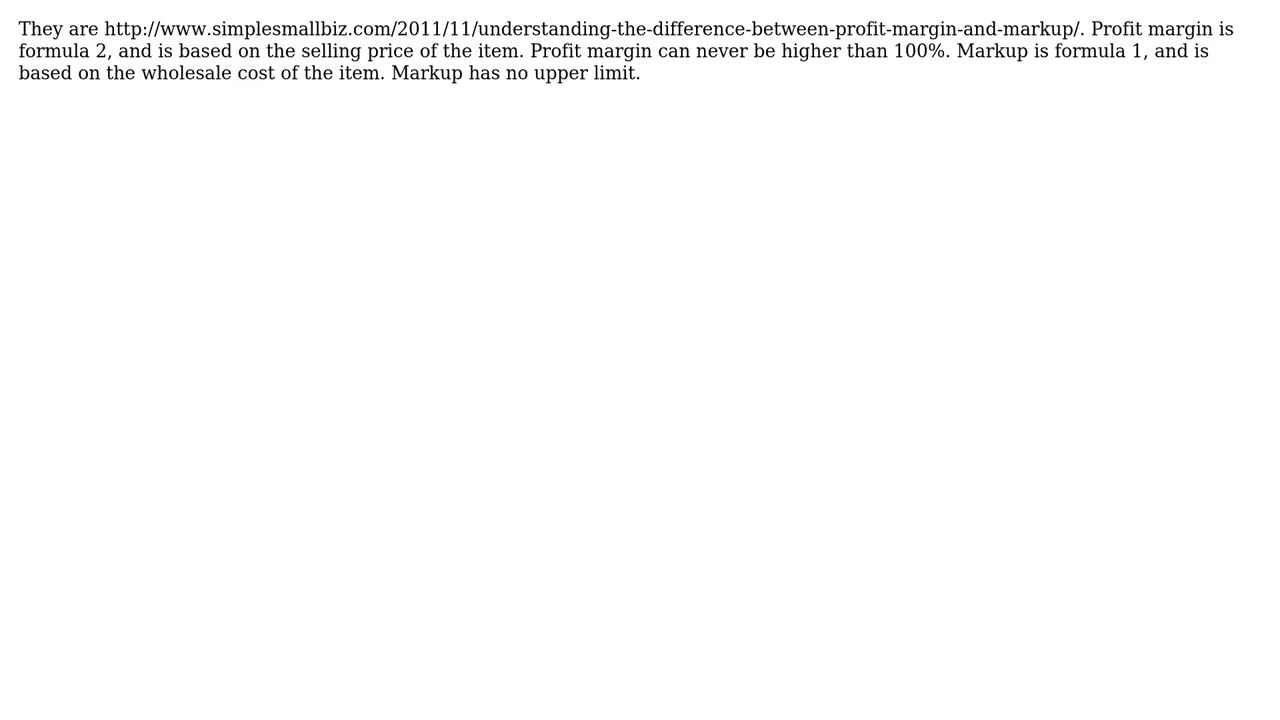 They are http://www.simplesmallbiz.com/2011/11/understanding-the-difference-between-profit-margin-and-markup/. Profit margin is
formula 2, and is based on the selling price of the item. Profit margin can never be higher than 100%. Markup is formula 1, and is
based on the wholesale cost of the item. Markup has no upper limit.